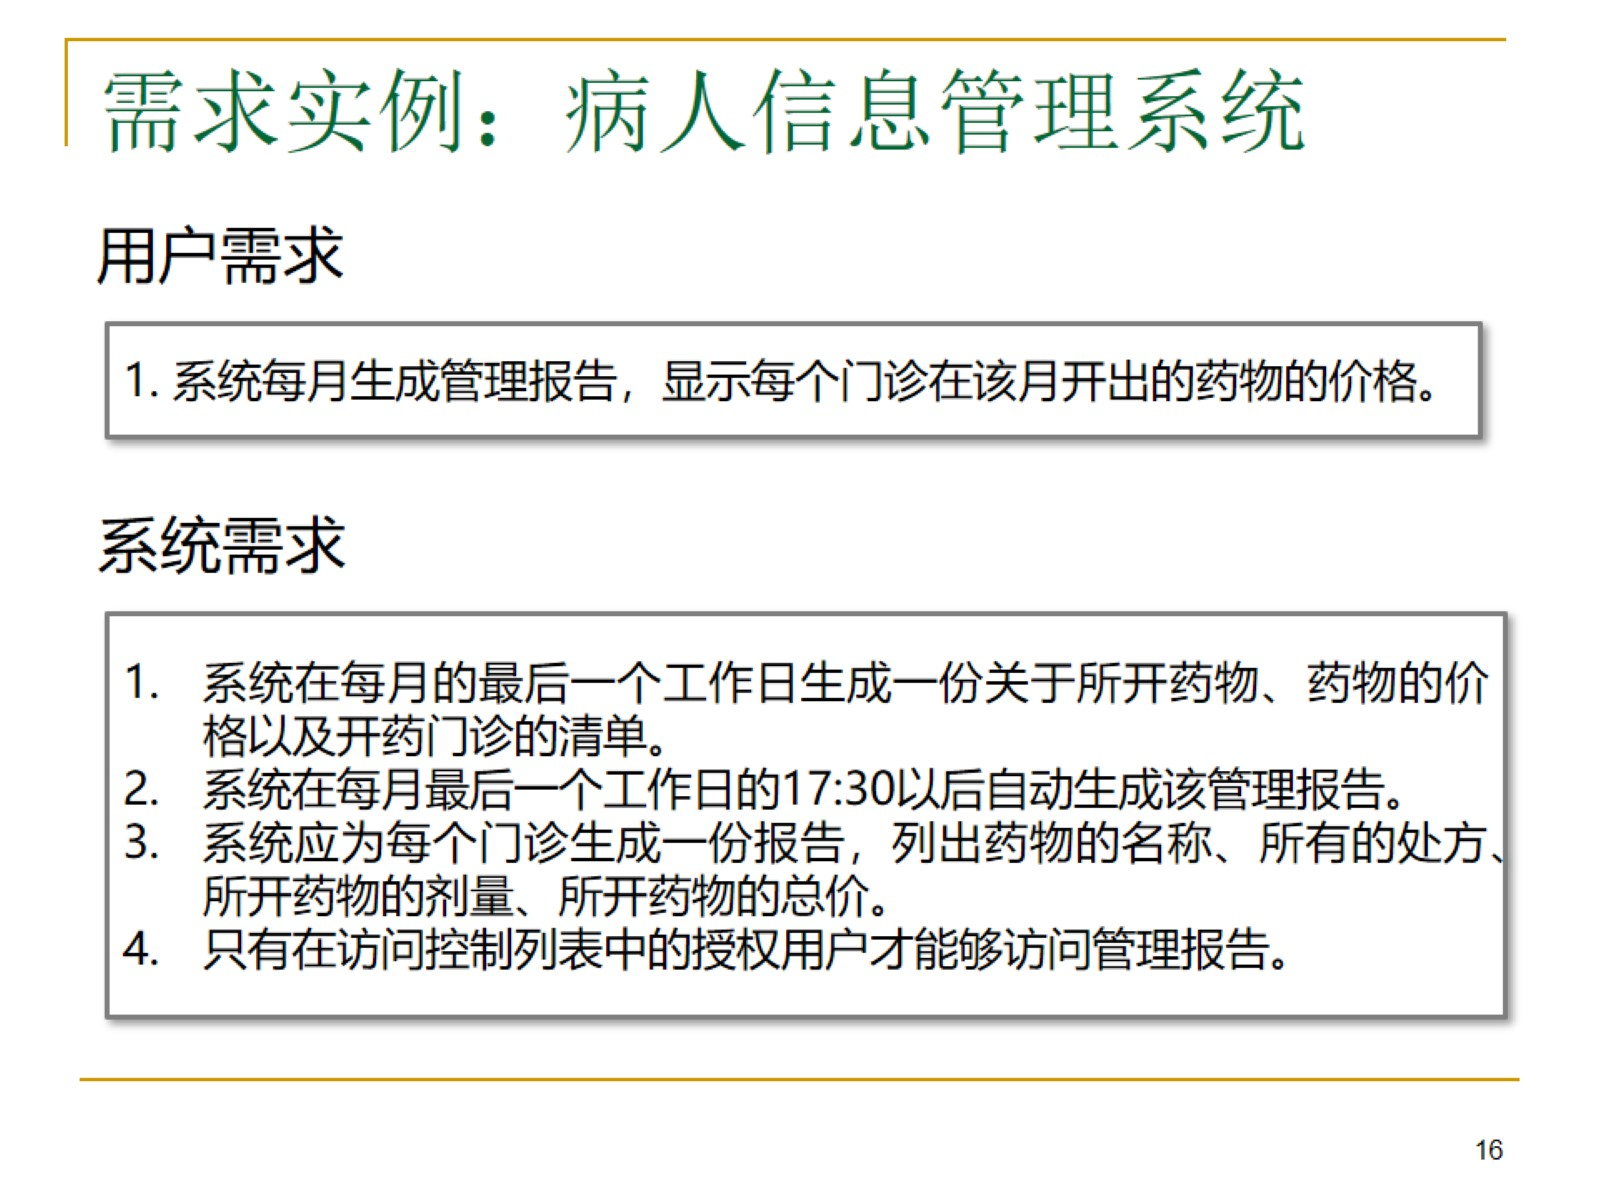 需求实例：病人信息管理系统
用户需求
1. 系统每月生成管理报告，显示每个门诊在该月开出的药物的价格。
系统需求
1. 系统在每月的最后一个工作日生成一份关于所开药物、药物的价
格以及开药门诊的清单。
2. 系统在每月最后一个工作日的17:30以后自动生成该管理报告。
3. 系统应为每个门诊生成一份报告，列出药物的名称、所有的处方、
所开药物的剂量、所开药物的总价。
4. 只有在访问控制列表中的授权用户才能够访问管理报告。
16